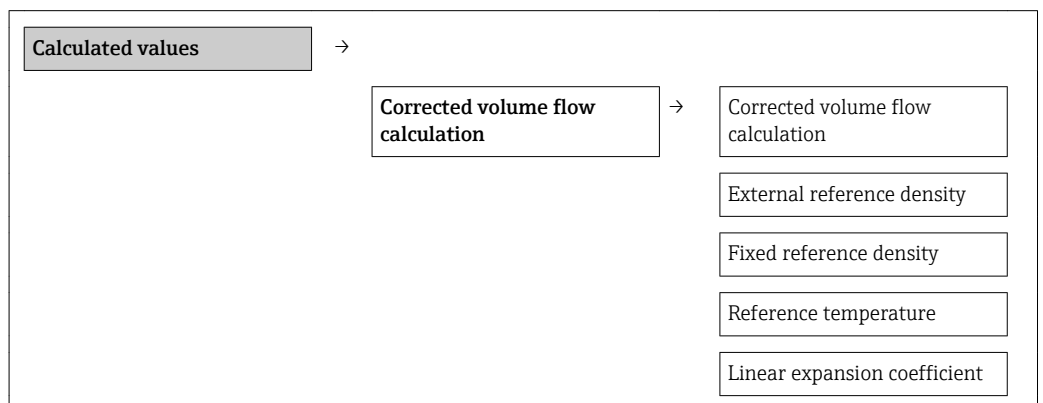 Calculated values →
Corrected volume flow
calculation
→
Corrected volume flow
calculation
External reference density
Fixed reference density
Reference temperature
Linear expansion coefficient